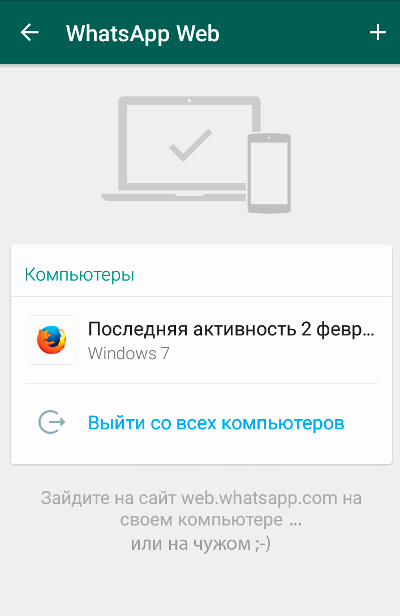 WhatsApp Web
Компьютеры
Последняя активность 2 февр...
Windows 7
Выйти со всех компьютеров
Зайдите на сайт web.whatsapp.com на
своем компьютере ...
или на чужом ;-)